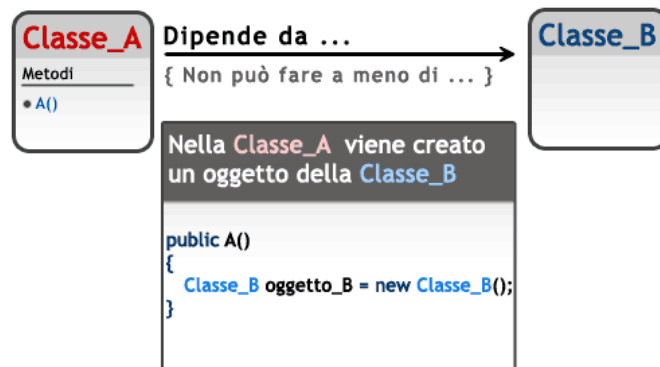 Classe_A
Metodi
• A()
Dipende da ...
{ Non può fare a meno di ... }
Classe_B
Nella Classe_A viene creato
un oggetto della Classe_B
public A()
{
Classe_B oggetto_B = new Classe_B();
}